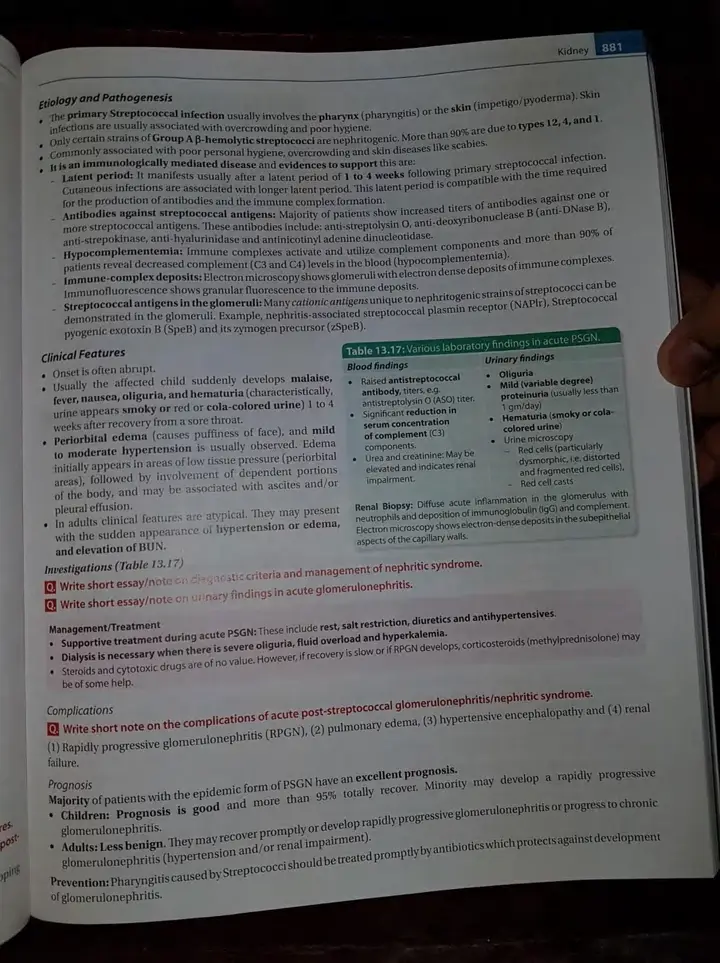 Kidney 881
Etiology and Pathogenesis
• The primary Streptococcal infection usually involves the pharynx (pharyngitis) or the skin (impetigo/pyoderma). Skin
infections are usually associated with overcrowding and poor hygiene.
• Only certain strains of Group A β-hemolytic streptococci are nephritogenic. More than 90% are due to types 12, 4, and 1.
• Commonly associated with poor personal hygiene, overcrowding and skin diseases like scabies.
• It is an immunologically mediated disease and evidences to support this are:
– Latent period: It manifests usually after a latent period of 1 to 4 weeks following primary streptococcal infection.
Cutaneous infections are associated with longer latent period. This latent period is compatible with the time required
for the production of antibodies and the immune complex formation.
– Antibodies against streptococcal antigens: Majority of patients show increased titers of antibodies against one or
more streptococcal antigens. These antibodies include: anti-streptolysin O, anti-deoxyribonuclease B (anti-DNase B),
anti-strepokinase, anti-hyalurinidase and antinicotinyl adenine dinucleotidase.
– Hypocomplementemia: Immune complexes activate and utilize complement components and more than 90% of
patients reveal decreased complement (C3 and C4) levels in the blood (hypocomplementemia).
– Immune-complex deposits: Electron microscopy shows glomeruli with electron dense deposits of immune complexes.
Immunofluorescence shows granular fluorescence to the immune deposits.
– Streptococcal antigens in the glomeruli: Many cationic antigens unique to nephritogenic strains of streptococci can be
demonstrated in the glomeruli. Example, nephritis-associated streptococcal plasmin receptor (NAPlr), Streptococcal
pyogenic exotoxin B (SpeB) and its zymogen precursor (zSpeB).
Clinical Features
• Onset is often abrupt.
• Usually the affected child suddenly develops malaise,
fever, nausea, oliguria, and hematuria (characteristically,
urine appears smoky or red or cola-colored urine) 1 to 4
weeks after recovery from a sore throat.
• Periorbital edema (causes puffiness of face), and mild
to moderate hypertension is usually observed. Edema
initially appears in areas of low tissue pressure (periorbital
areas), followed by involvement of dependent portions
of the body, and may be associated with ascites and/or
pleural effusion.
• In adults clinical features are atypical. They may present
with the sudden appearance of hypertension or edema,
and elevation of BUN.
Table 13.17: Various laboratory findings in acute PSGN.
Blood findings
• Raised antistreptococcal
antibody, titers, e.g.
antistreptolysin O (ASO) titer.
• Significant reduction in
serum concentration
of complement (C3)
components.
• Urea and creatinine: May be
elevated and indicates renal
impairment.
Urinary findings
• Oliguria
• Mild (variable degree)
proteinuria (usually less than
1 gm/day)
• Hematuria (smoky or cola-
colored urine)
• Urine microscopy
– Red cells (particularly
dysmorphic, i.e. distorted
and fragmented red cells),
– Red cell casts
Renal Biopsy: Diffuse acute inflammation in the glomerulus with
neutrophils and deposition of immunoglobulin (IgG) and complement.
Electron microscopy shows electron-dense deposits in the subepithelial
aspects of the capillary walls.
Investigations (Table 13.17)
Q. Write short essay/note on diagnostic criteria and management of nephritic syndrome.
Q. Write short essay/note on urinary findings in acute glomerulonephritis.
Management/Treatment
• Supportive treatment during acute PSGN: These include rest, salt restriction, diuretics and antihypertensives.
• Dialysis is necessary when there is severe oliguria, fluid overload and hyperkalemia.
• Steroids and cytotoxic drugs are of no value. However, if recovery is slow or if RPGN develops, corticosteroids (methylprednisolone) may
be of some help.
Complications
Q. Write short note on the complications of acute post-streptococcal glomerulonephritis/nephritic syndrome.
(1) Rapidly progressive glomerulonephritis (RPGN), (2) pulmonary edema, (3) hypertensive encephalopathy and (4) renal
failure.
Prognosis
Majority of patients with the epidemic form of PSGN have an excellent prognosis.
• Children: Prognosis is good and more than 95% totally recover. Minority may develop a rapidly progressive
glomerulonephritis.
• Adults: Less benign. They may recover promptly or develop rapidly progressive glomerulonephritis or progress to chronic
glomerulonephritis (hypertension and/or renal impairment).
Prevention: Pharyngitis caused by Streptococci should be treated promptly by antibiotics which protects against development
of glomerulonephritis.